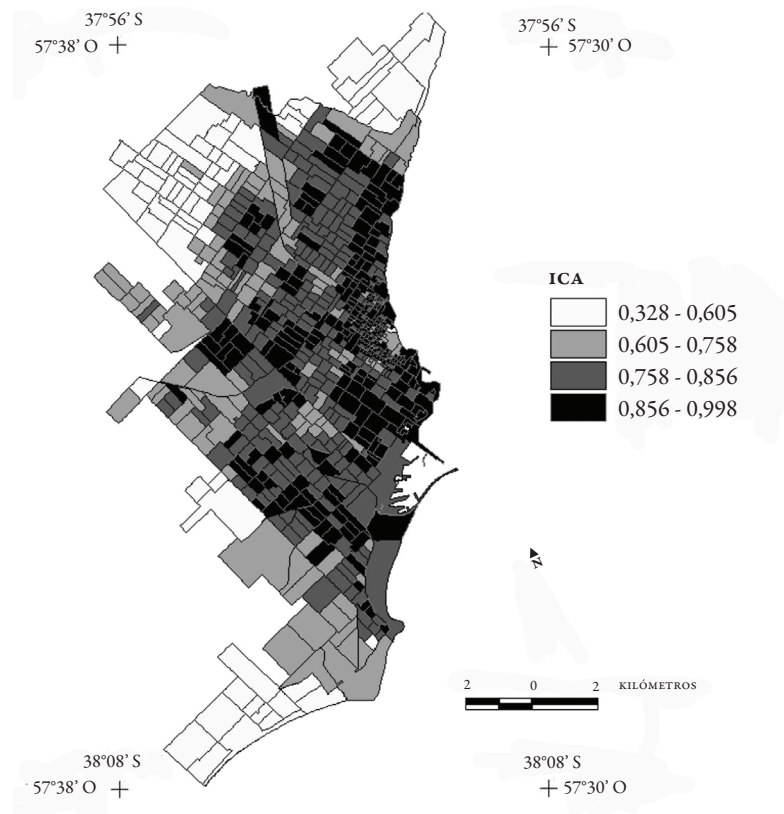 37°56’ S
57°38’ O
37°56’ S
57°30’ O
ICA
0,328 - 0,605
0,605 - 0,758
0,758 - 0,856
0,856 - 0,998
N
2 0 2 KILÓMETROS
38°08’ S
57°38’ O
38°08’ S
57°30’ O